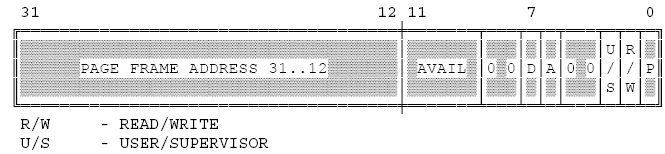 31 12 11 7 0
U R
PAGE FRAME ADDRESS 31..12 AVAIL 0 0 D A 0 0 / / P
S W
R/W - READ/WRITE
U/S - USER/SUPERVISOR